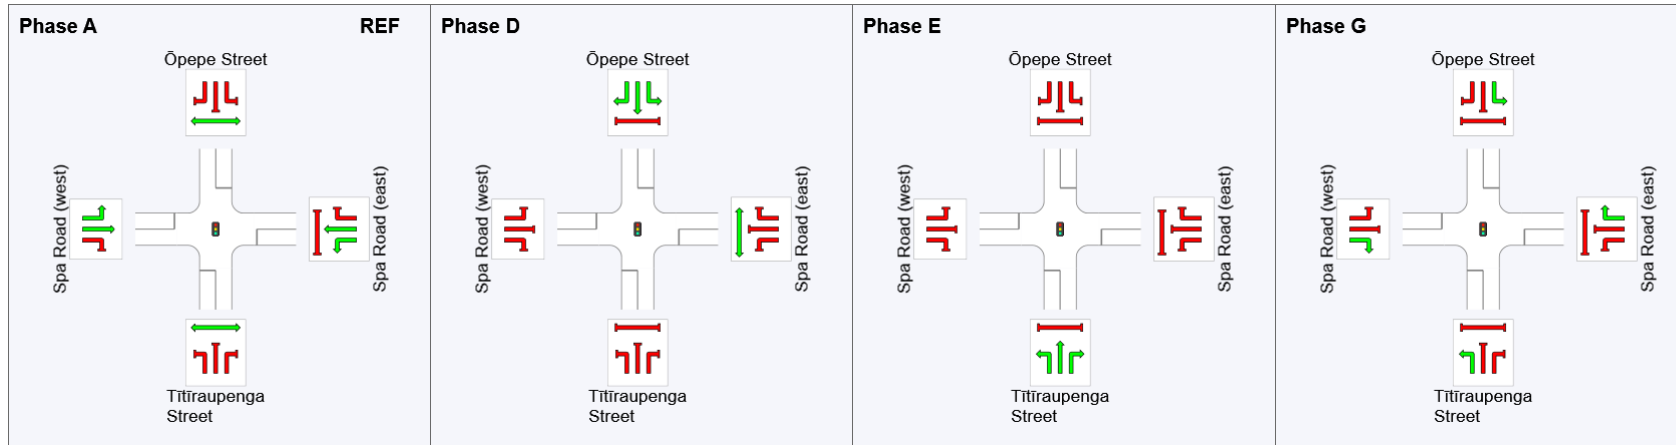 Phase A REF
Ōpepe Street
Spa Road (west)
Spa Road (east)
Tītīraupenga
Street
Phase D
Ōpepe Street
Spa Road (west)
Spa Road (east)
Tītīraupenga
Street
Phase E
Ōpepe Street
Spa Road (west)
Spa Road (east)
Tītīraupenga
Street
Phase G
Ōpepe Street
Spa Road (west)
Spa Road (east)
Tītīraupenga
Street